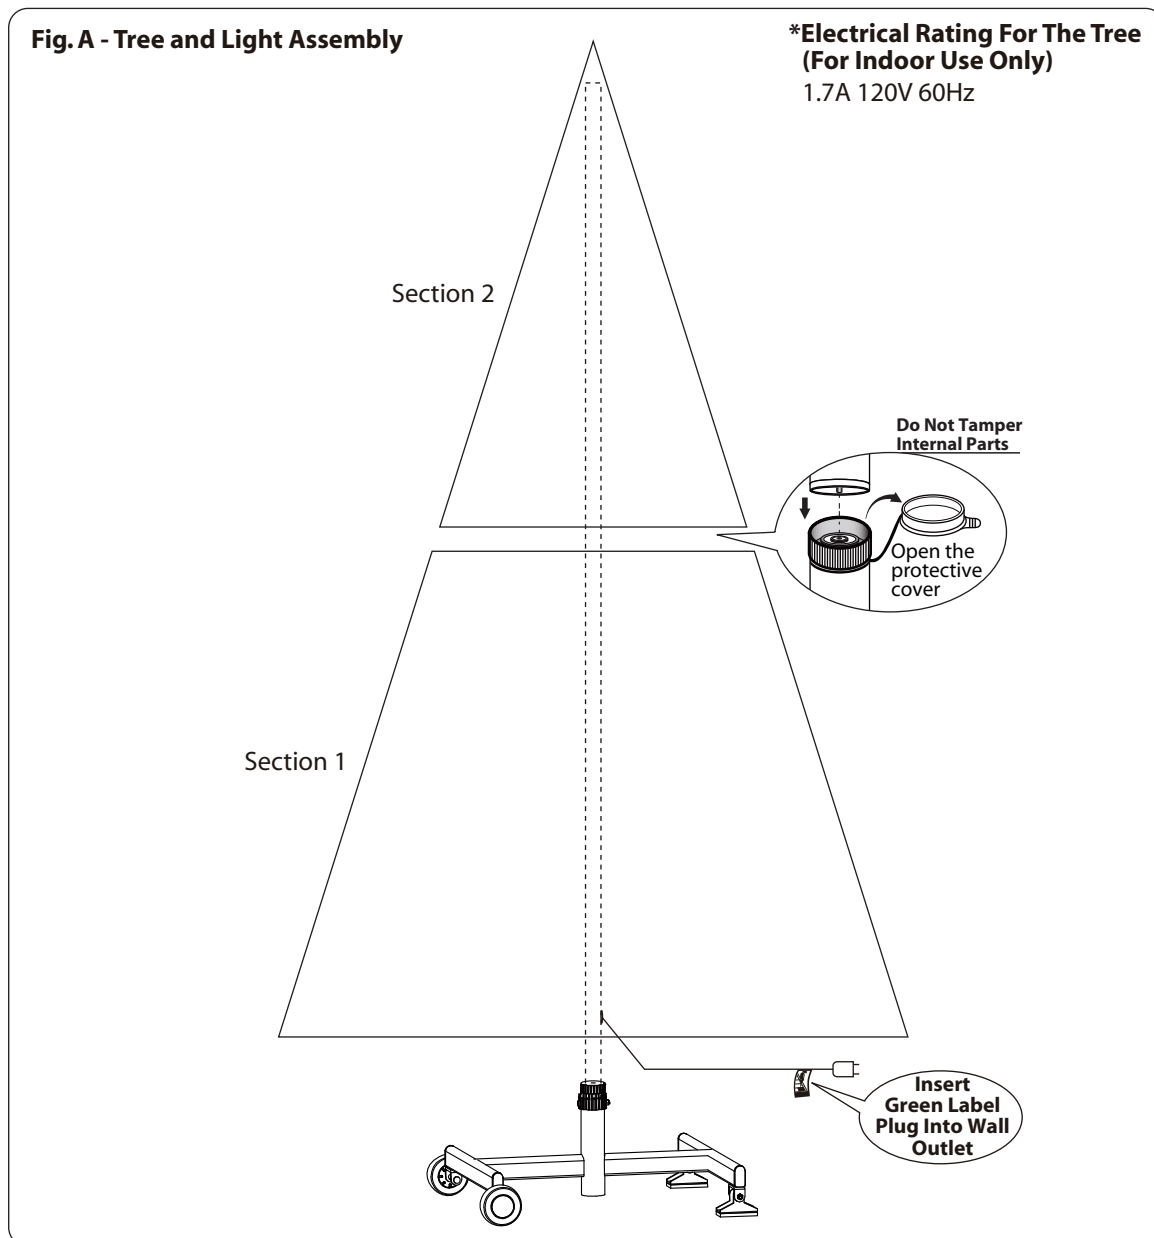 Fig. A - Tree and Light Assembly
*Electrical Rating For The Tree
(For Indoor Use Only)
1.7A 120V 60Hz
Section 2
Do Not Tamper
Internal Parts
Open the
protective
cover
Section 1
Insert
Green Label
Plug Into Wall
Outlet